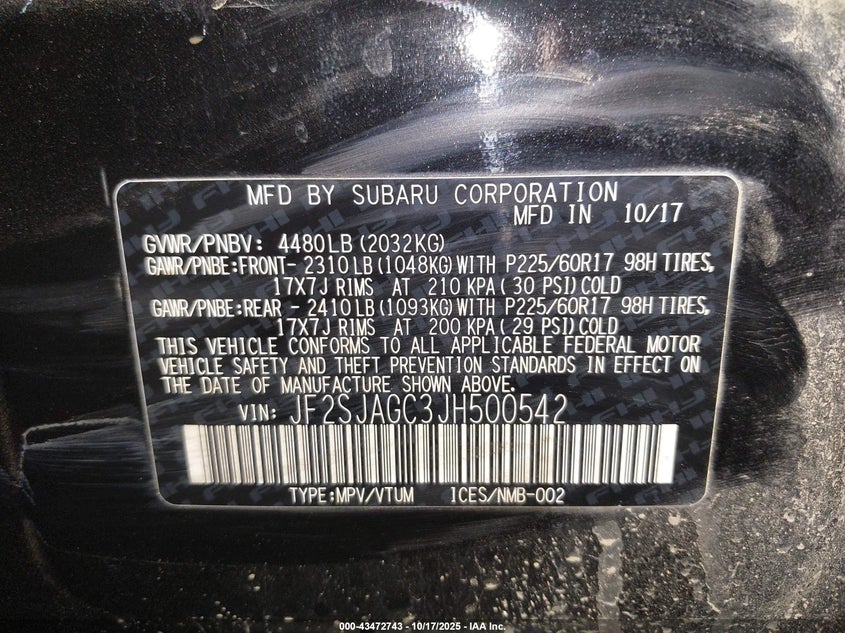 MFD BY SUBARU CORPORATION
MFD IN 10/17
GVWR/PNBV: 4480LB (2032KG)
GAWR/PNBE:FRONT- 2310LB (1048KG) WITH P225/60R17 98H TIRES,
17X7J RIMS AT 210 KPA ( 30 PSI) COLD
GAWR/PNBE:REAR - 2410LB (1093KG) WITH P225/60R17 98H TIRES,
17X7J RIMS AT 200 KPA (29 PSI) COLD
THIS VEHICLE CONFORMS TO ALL APPLICABLE FEDERAL MOTOR
VEHICLE SAFETY AND THEFT PREVENTION STANDARDS IN EFFECT ON
THE DATE OF MANUFACTURE SHOWN ABOVE.
VIN: JF2SJAGC3JH500542
TYPE:MPV/VTUM ICES/NMB-002
000-43472743 - 10/17/2025 - IAA Inc.